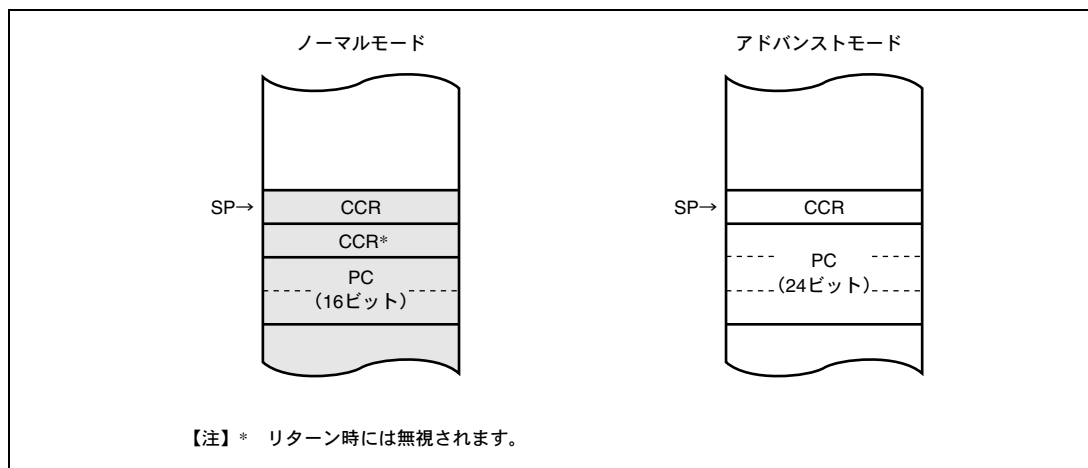 ノーマルモード
SP→
CCR
CCR*
PC
（16ビット）
アドバンストモード
SP→
CCR
PC
（24ビット）
【注】* リターン時には無視されます。